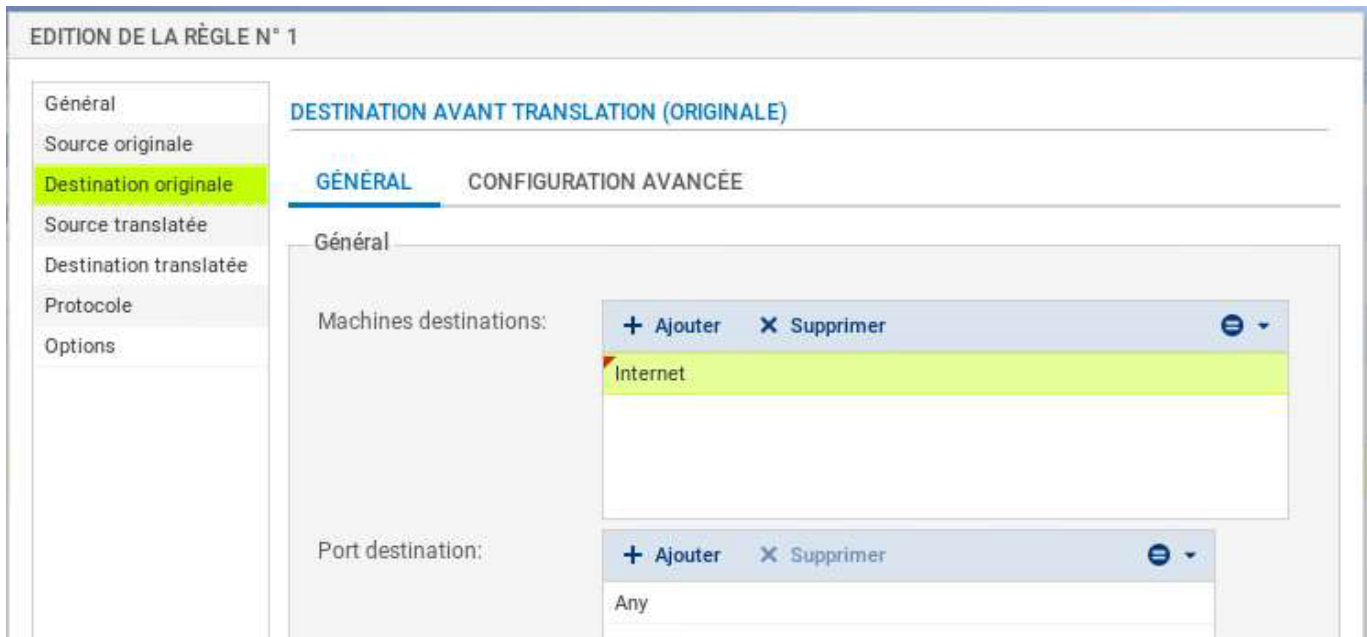 EDITION DE LA RÈGLE N° 1
Général
Source originale
Destination originale
Source translatée
Destination translatée
Protocole
Options
DESTINATION AVANT TRANSLATION (ORIGINALE)
GÉNÉRAL CONFIGURATION AVANCÉE
Général
Machines destinations:
Ajouter Supprimer
Internet
Port destination:
Ajouter Supprimer
Any